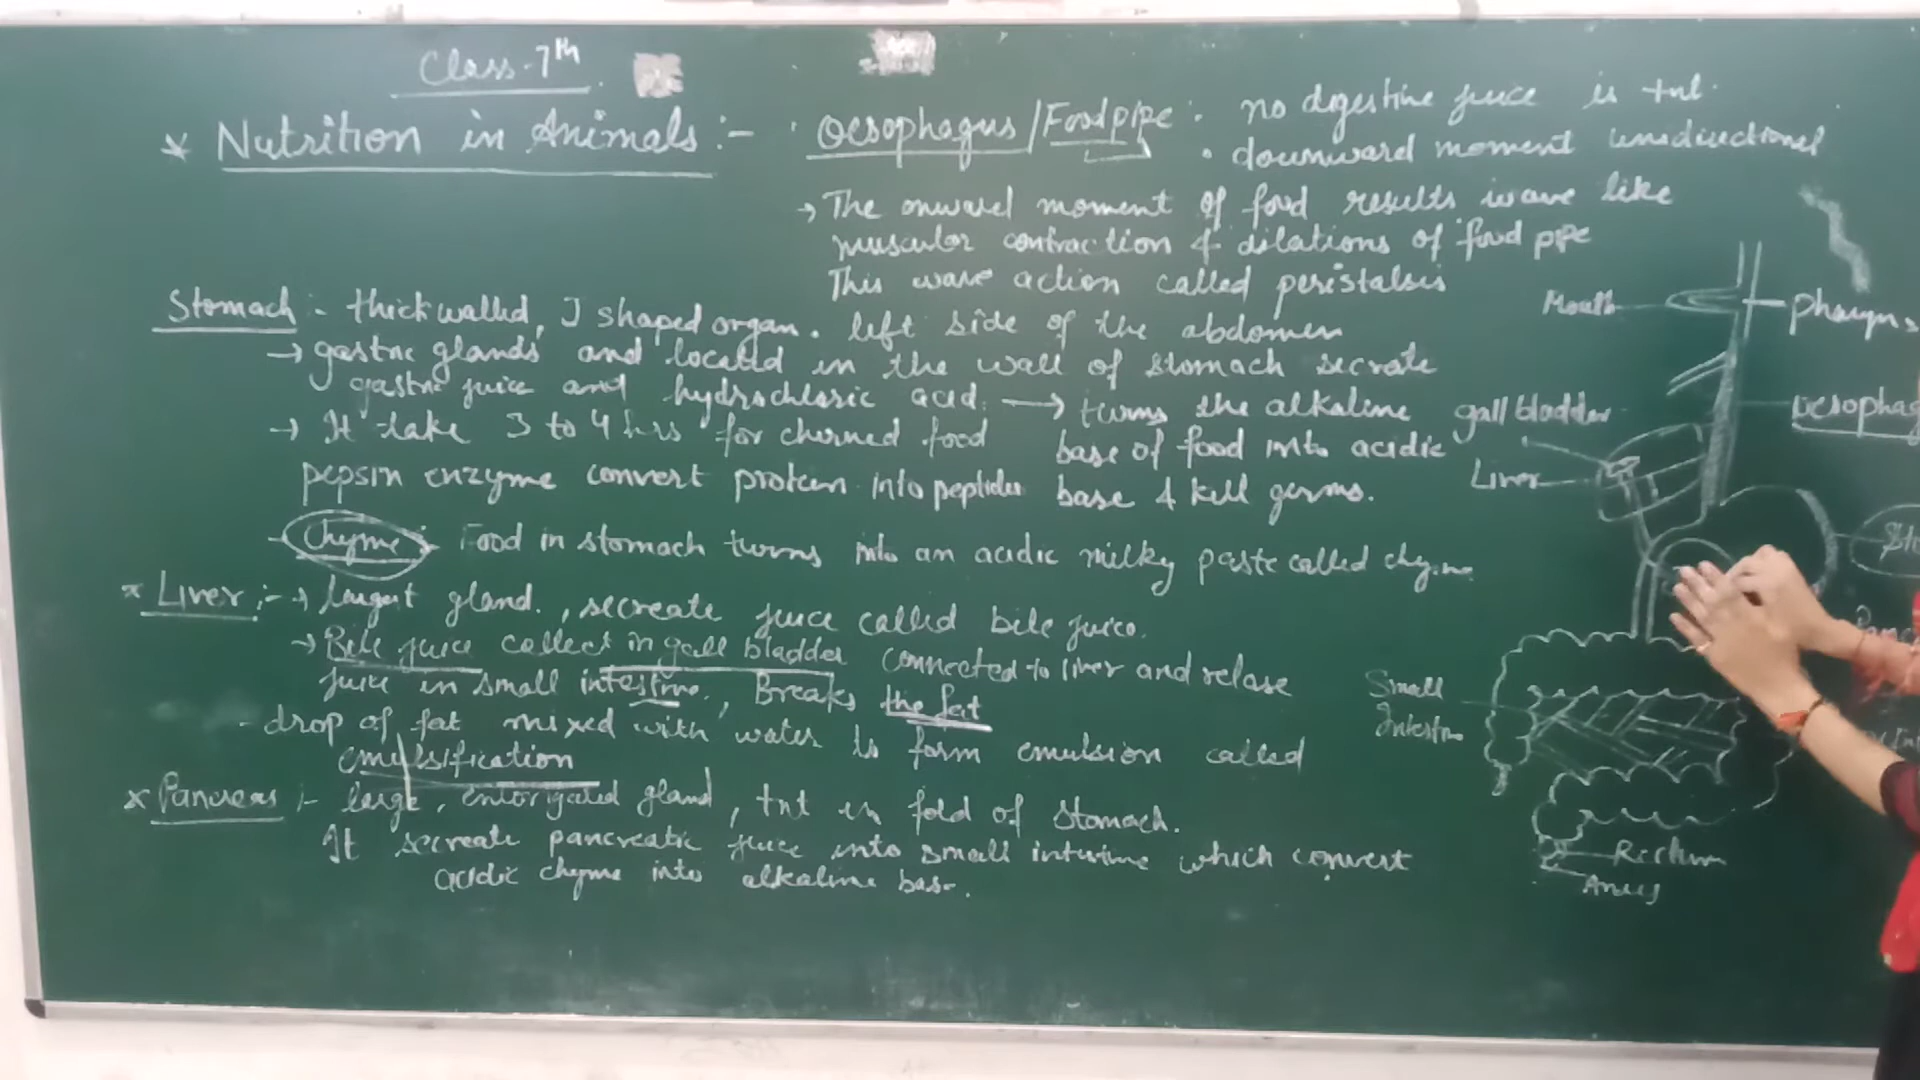 Class-7th
* Nutrition in Animals :-
Oesophagus / Foodpipe : no digestive juice is tnt.
• downward moment unidirectional
→ The onward moment of food results wave like
muscular contraction & dilations of food pipe
This wave action called peristalsis
Stomach :- thick walled, J shaped organ. left side of the abdomen
→ gastric glands and located in the wall of stomach secrate
gastric juice and hydrochloric acid. → turns the alkaline
base of food into acidic
base & kill germs.
→ It take 3 to 4 hrs for churned food
pepsin enzyme convert protein into peptides
- Chyme : Food in stomach turns into an acidic milky paste called chyme
* Liver :- → largest gland, secreate juice called bile juice.
→ Bile juice collect in gall bladder connected to liver and relase
juice in small intestine, Breaks the fat
- drop of fat mixed with water to form emulsion called
emulsification
* Pancreas :- large, gland, tnt in fold of stomach.
It secreate pancreatic juice into small intestine which convert
acidic chyme into alkaline base.
Mouth
Pharynx
Oesophag
gall bladder
Liver
Sto
Panc
Small
Intestin
Rectum
Anus